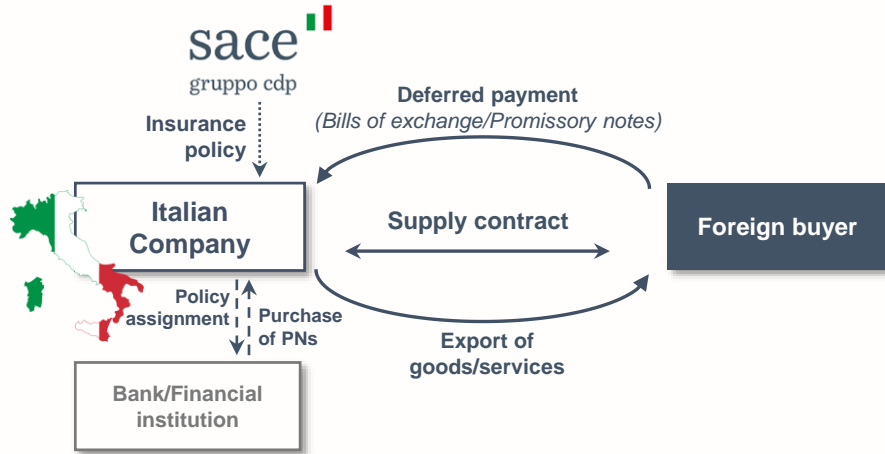 sace
gruppo cdp
Deferred payment
(Bills of exchange/Promissory notes)
Insurance
policy
Italian
Company
Supply contract
Foreign buyer
Policy
assignment
Purchase
of PNs
Export of
goods/services
Bank/Financial
institution